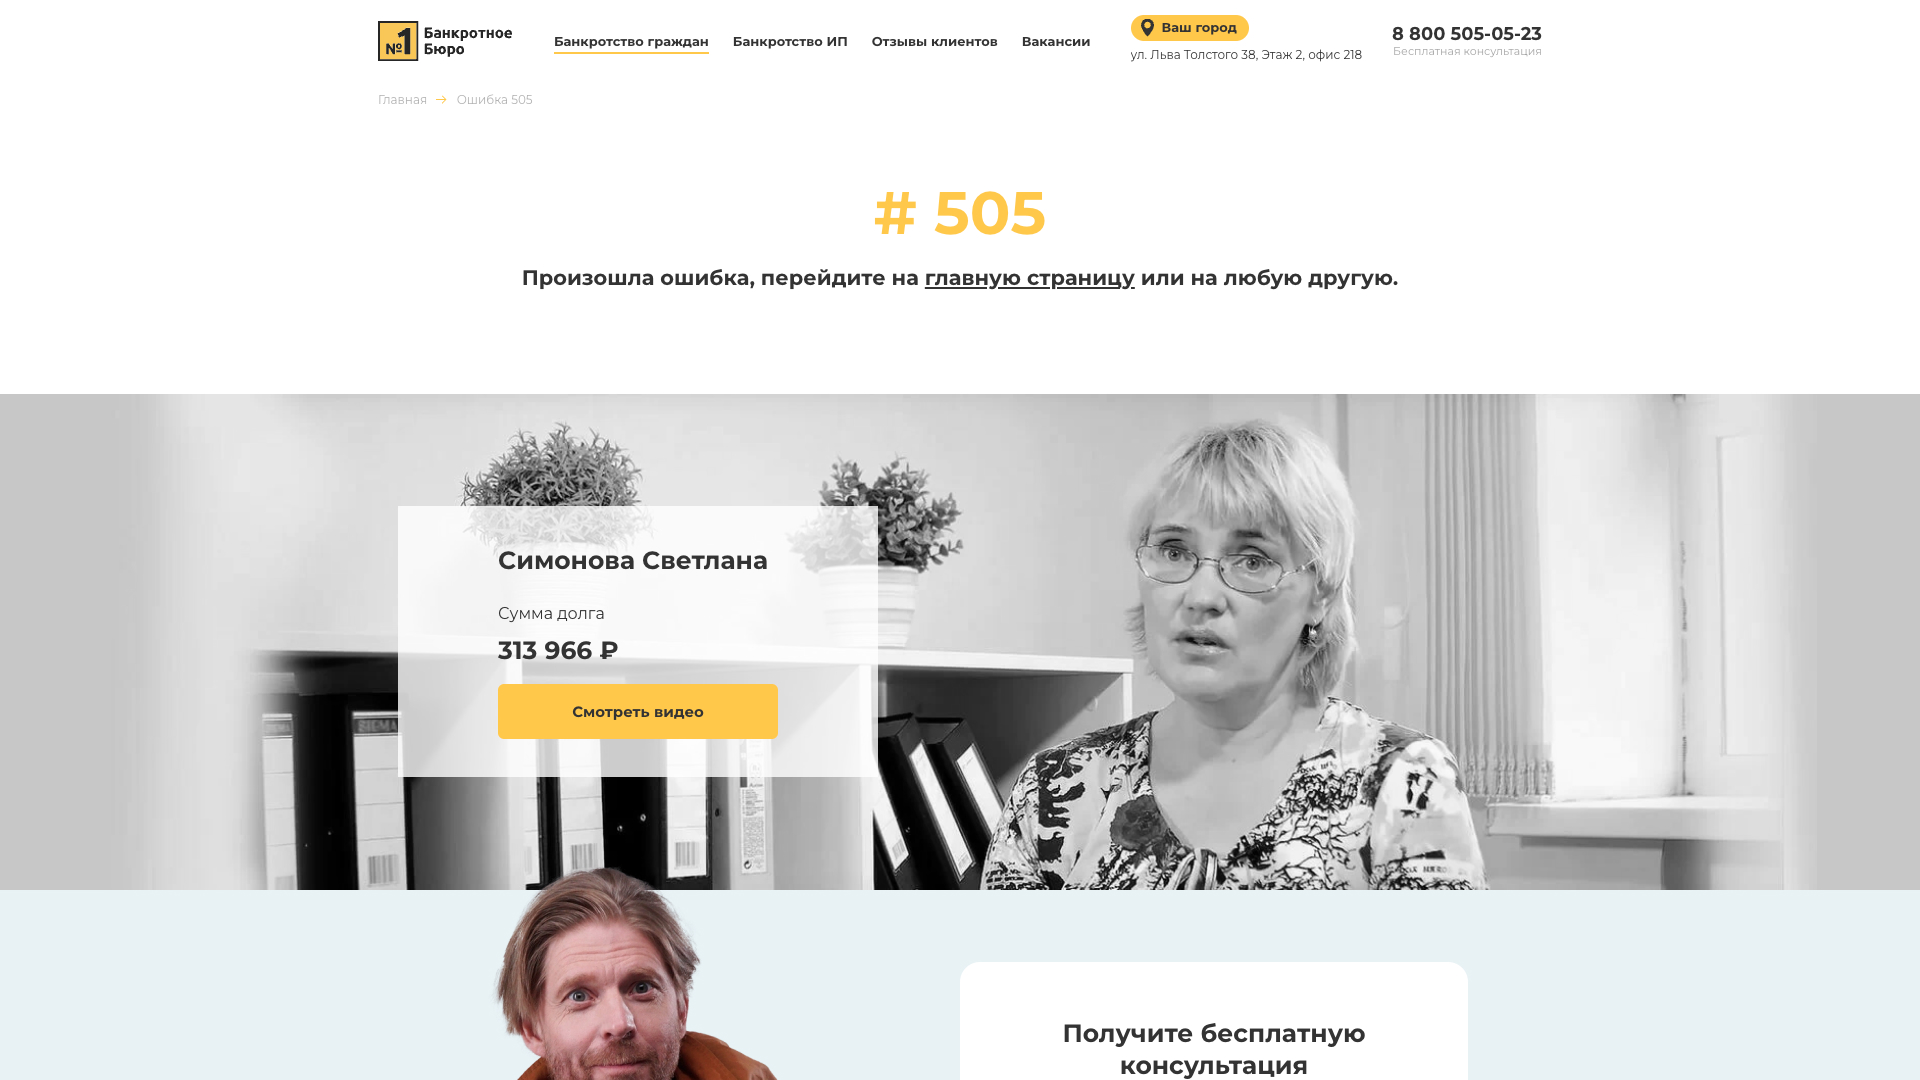 №1 Банкротное
Бюро
Банкротство граждан
Банкротство ИП
Отзывы клиентов
Вакансии
Ваш город
ул. Льва Толстого 38, Этаж 2, офис 218
8 800 505-05-23
Бесплатная консультация
Главная → Ошибка 505
# 505
Произошла ошибка, перейдите на главную страницу или на любую другую.
Симонова Светлана
Сумма долга
313 966 ₽
Смотреть видео
Получите бесплатную
консультация